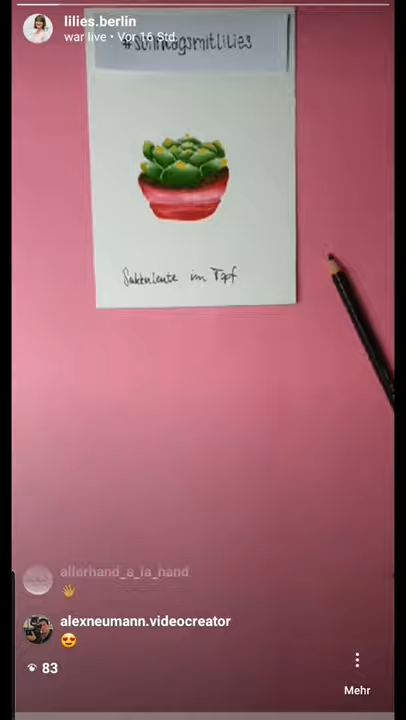 lilies.berlin
war live • Vor 16 Std.
#sonntagsmitlilies
Sukkulente im Topf
allerhand_a_la_hand
👋
alexneumann.videocreator
😍
83
Mehr